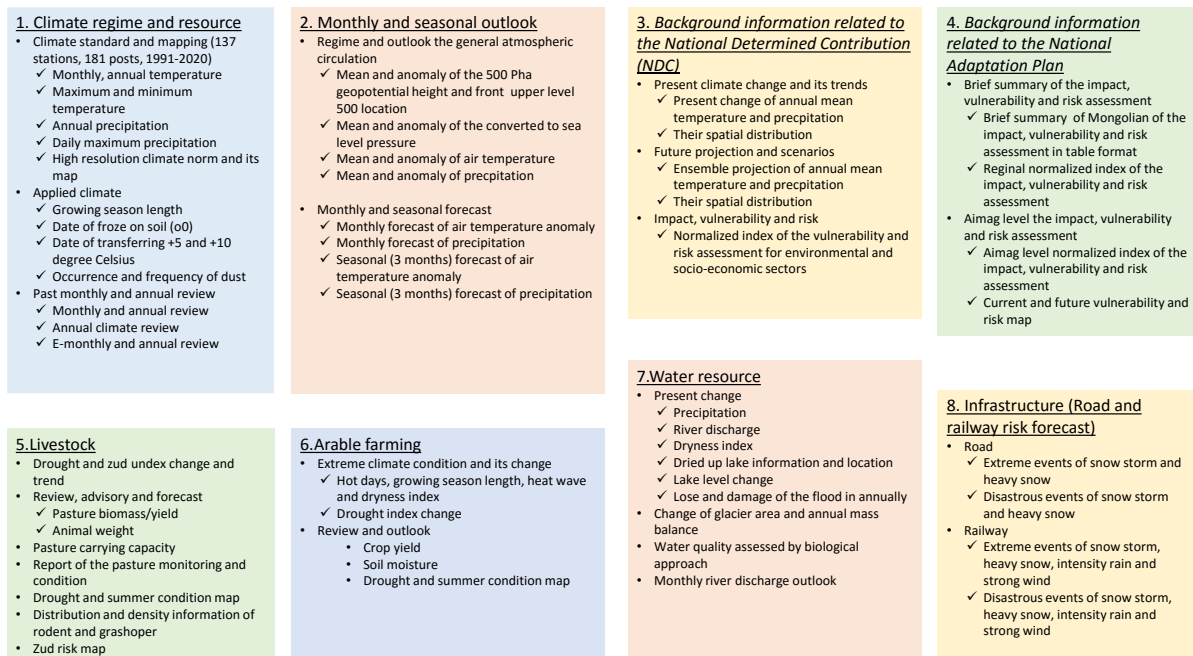 1. Climate regime and resource
• Climate standard and mapping (137
stations, 181 posts, 1991-2020)
✓ Monthly, annual temperature
✓ Maximum and minimum
temperature
✓ Annual precipitation
✓ Daily maximum precipitation
✓ High resolution climate norm and its
map
• Applied climate
✓ Growing season length
✓ Date of froze on soil (o0)
✓ Date of transferring +5 and +10
degree Celsius
✓ Occurrence and frequency of dust
• Past monthly and annual review
✓ Monthly and annual review
✓ Annual climate review
✓ E-monthly and annual review
2. Monthly and seasonal outlook
• Regime and outlook the general atmospheric
circulation
✓ Mean and anomaly of the 500 Pha
geopotential height and front upper level
500 location
✓ Mean and anomaly of the converted to sea
level pressure
✓ Mean and anomaly of air temperature
✓ Mean and anomaly of precpitation
• Monthly and seasonal forecast
✓ Monthly forecast of air temperature anomaly
✓ Monthly forecast of precipitation
✓ Seasonal (3 months) forecast of air
temperature anomaly
✓ Seasonal (3 months) forecast of precipitation
3. Background information related to
the National Determined Contribution
(NDC)
• Present climate change and its trends
✓ Present change of annual mean
temperature and precpitation
✓ Their spatial distribution
• Future projection and scenarios
✓ Ensemble projection of annual mean
temperature and precpitation
✓ Their spatial distribution
• Impact, vulnerability and risk
✓ Normalized index of the vulnerability and
risk assessment for environmental and
socio-economic sectors
4. Background information
related to the National
Adaptation Plan
• Brief summary of the impact,
vulnerability and risk assessment
✓ Brief summary of Mongolian of the
impact, vulnerability and risk
assessment in table format
✓ Reginal normalized index of the
impact, vulnerability and risk
assessment
• Aimag level the impact, vulnerability
and risk assessment
✓ Aimag level normalized index of the
impact, vulnerability and risk
assessment
✓ Current and future vulnerability and
risk map
5.Livestock
• Drought and zud undex change and
trend
• Review, advisory and forecast
✓ Pasture biomass/yield
✓ Animal weight
• Pasture carrying capacity
• Report of the pasture monitoring and
condition
• Drought and summer condition map
• Distribution and density information of
rodent and grashoper
• Zud risk map
6.Arable farming
• Extreme climate condition and its change
✓ Hot days, growing season length, heat wave
and dryness index
✓ Drought index change
• Review and outlook
• Crop yield
• Soil moisture
• Drought and summer condition map
7.Water resource
• Present change
✓ Precipitation
✓ River discharge
✓ Dryness index
✓ Dried up lake information and location
✓ Lake level change
✓ Lose and damage of the flood in annually
• Change of glacier area and annual mass
balance
• Water quality assessed by biological
approach
• Monthly river discharge outlook
8. Infrastructure (Road and
railway risk forecast)
• Road
✓ Extreme events of snow storm and
heavy snow
✓ Disastrous events of snow storm
and heavy snow
• Railway
✓ Extreme events of snow storm,
heavy snow, intensity rain and
strong wind
✓ Disastrous events of snow storm,
heavy snow, intensity rain and
strong wind